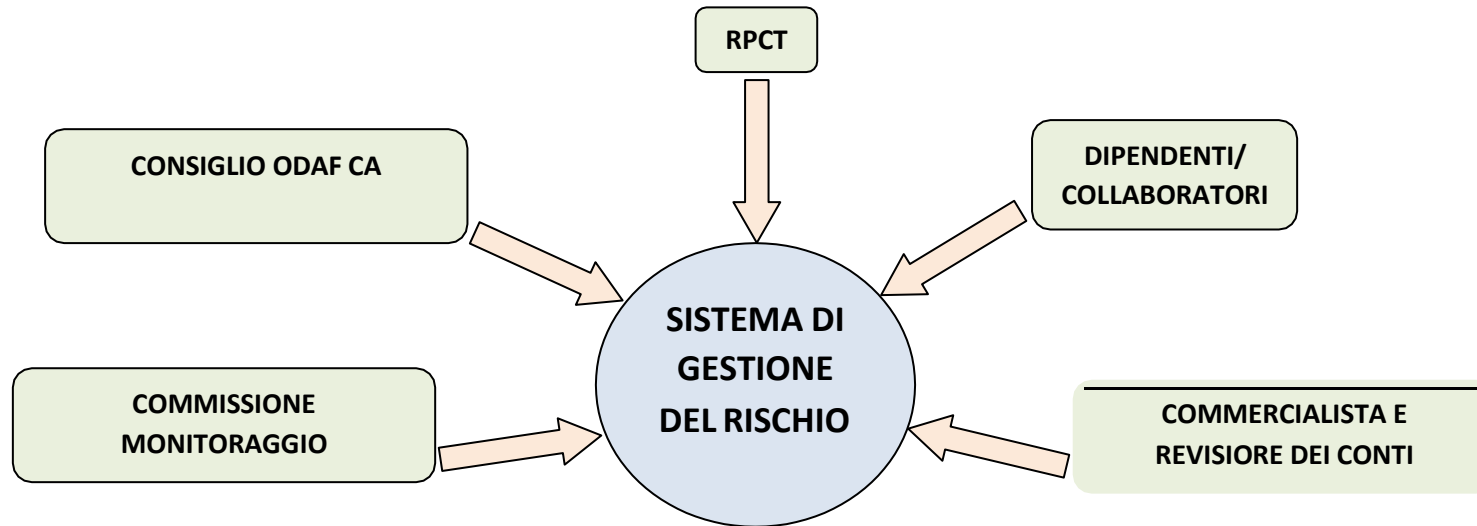 RPCT
CONSIGLIO ODAF CA
DIPENDENTI/
COLLABORATORI
SISTEMA DI
GESTIONE
DEL RISCHIO
COMMISSIONE
MONITORAGGIO
COMMERCIALISTA E
REVISIORE DEI CONTI